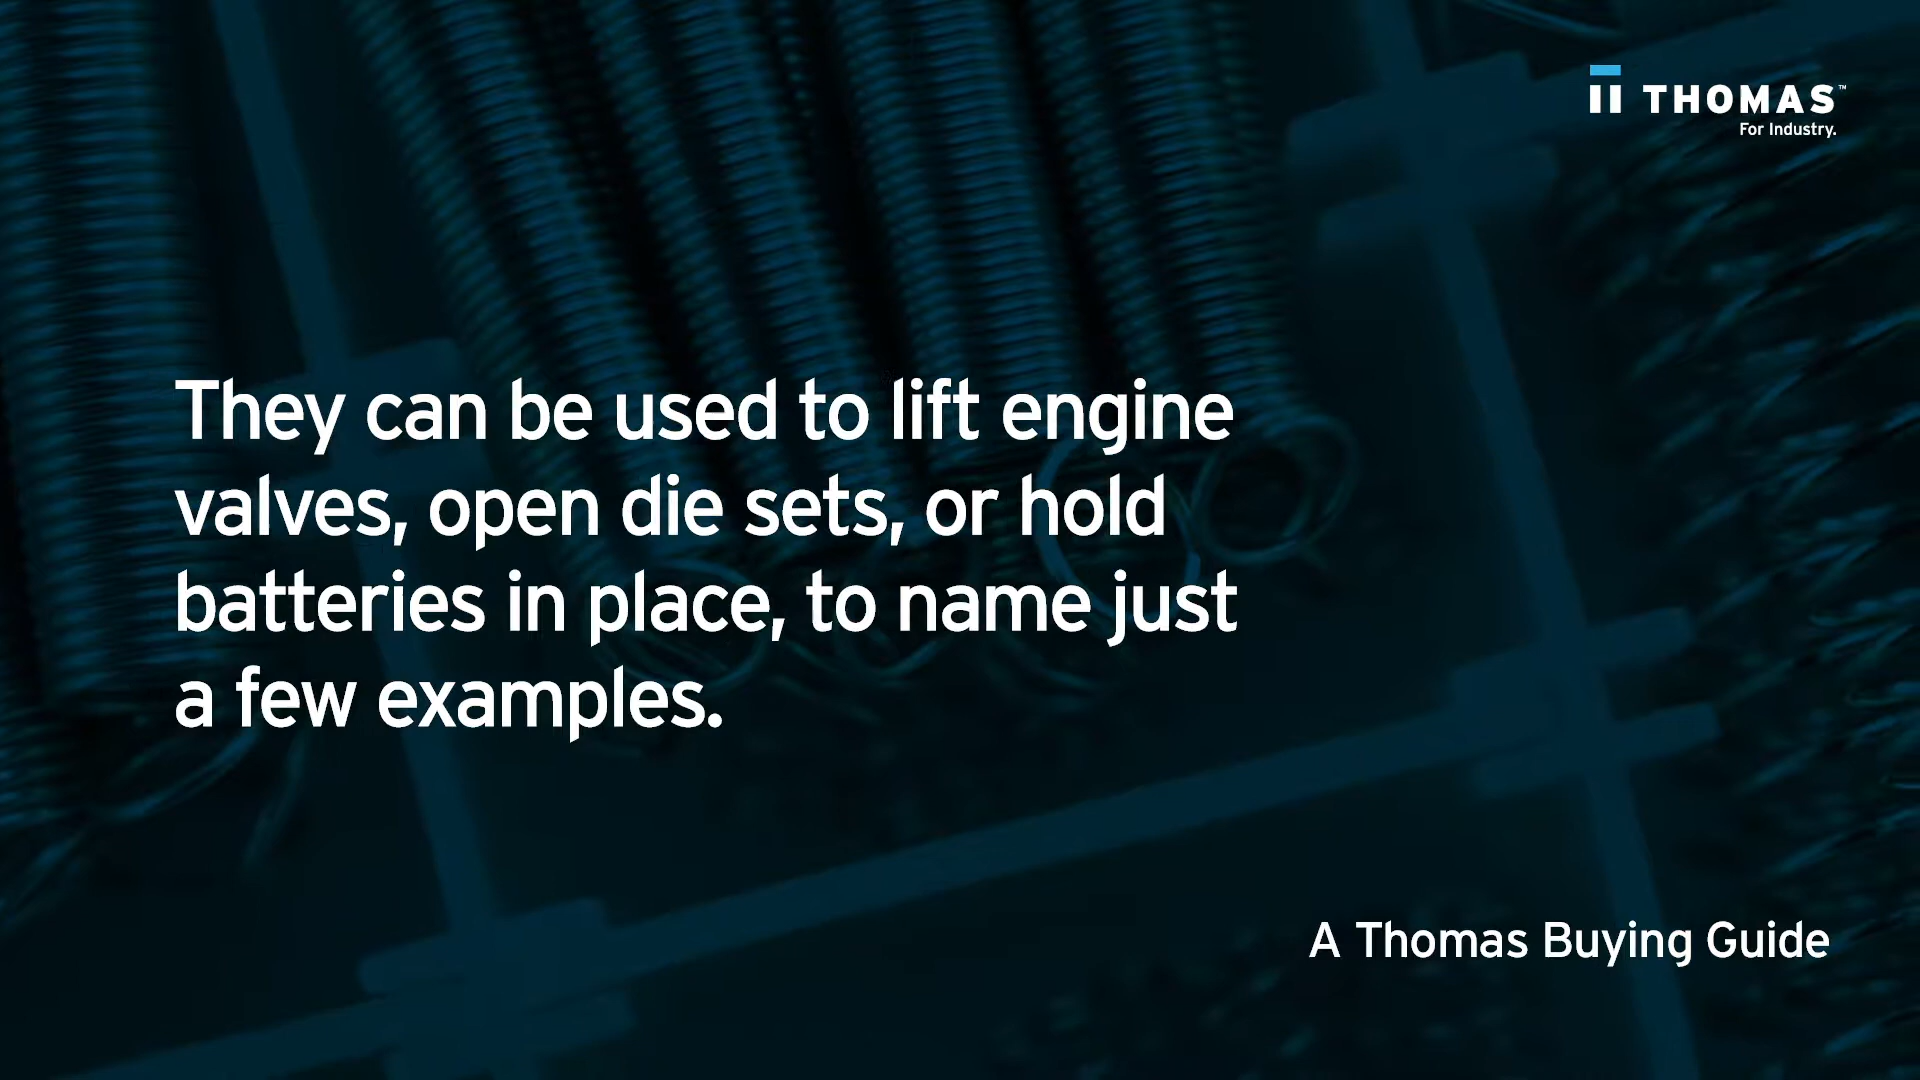 THOMAS™
For Industry.
They can be used to lift engine
valves, open die sets, or hold
batteries in place, to name just
a few examples.
A Thomas Buying Guide